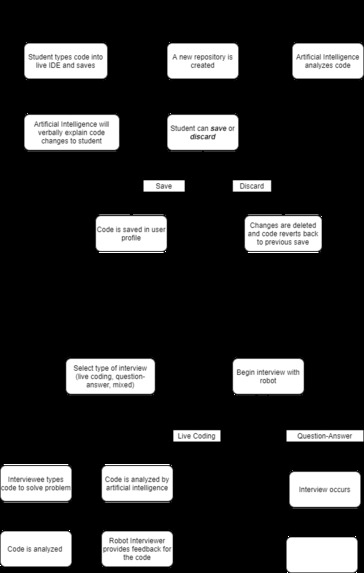 Student types code into
live IDE and saves
A new repository is
created
Artificial Intelligence
analyzes code
Artificial Intelligence will
verbally explain code
changes to student
Student can save or
discard
Save
Discard
Code is saved in user
profile
Changes are deleted
and code reverts back
to previous save
Select type of interview
(live coding, question-
answer, mixed)
Begin interview with
robot
Live Coding
Question-Answer
Interviewee types
code to solve problem
Code is analyzed by
artificial intelligence
Interview occurs
Code is analyzed
Robot Interviewer
provides feedback for
the code